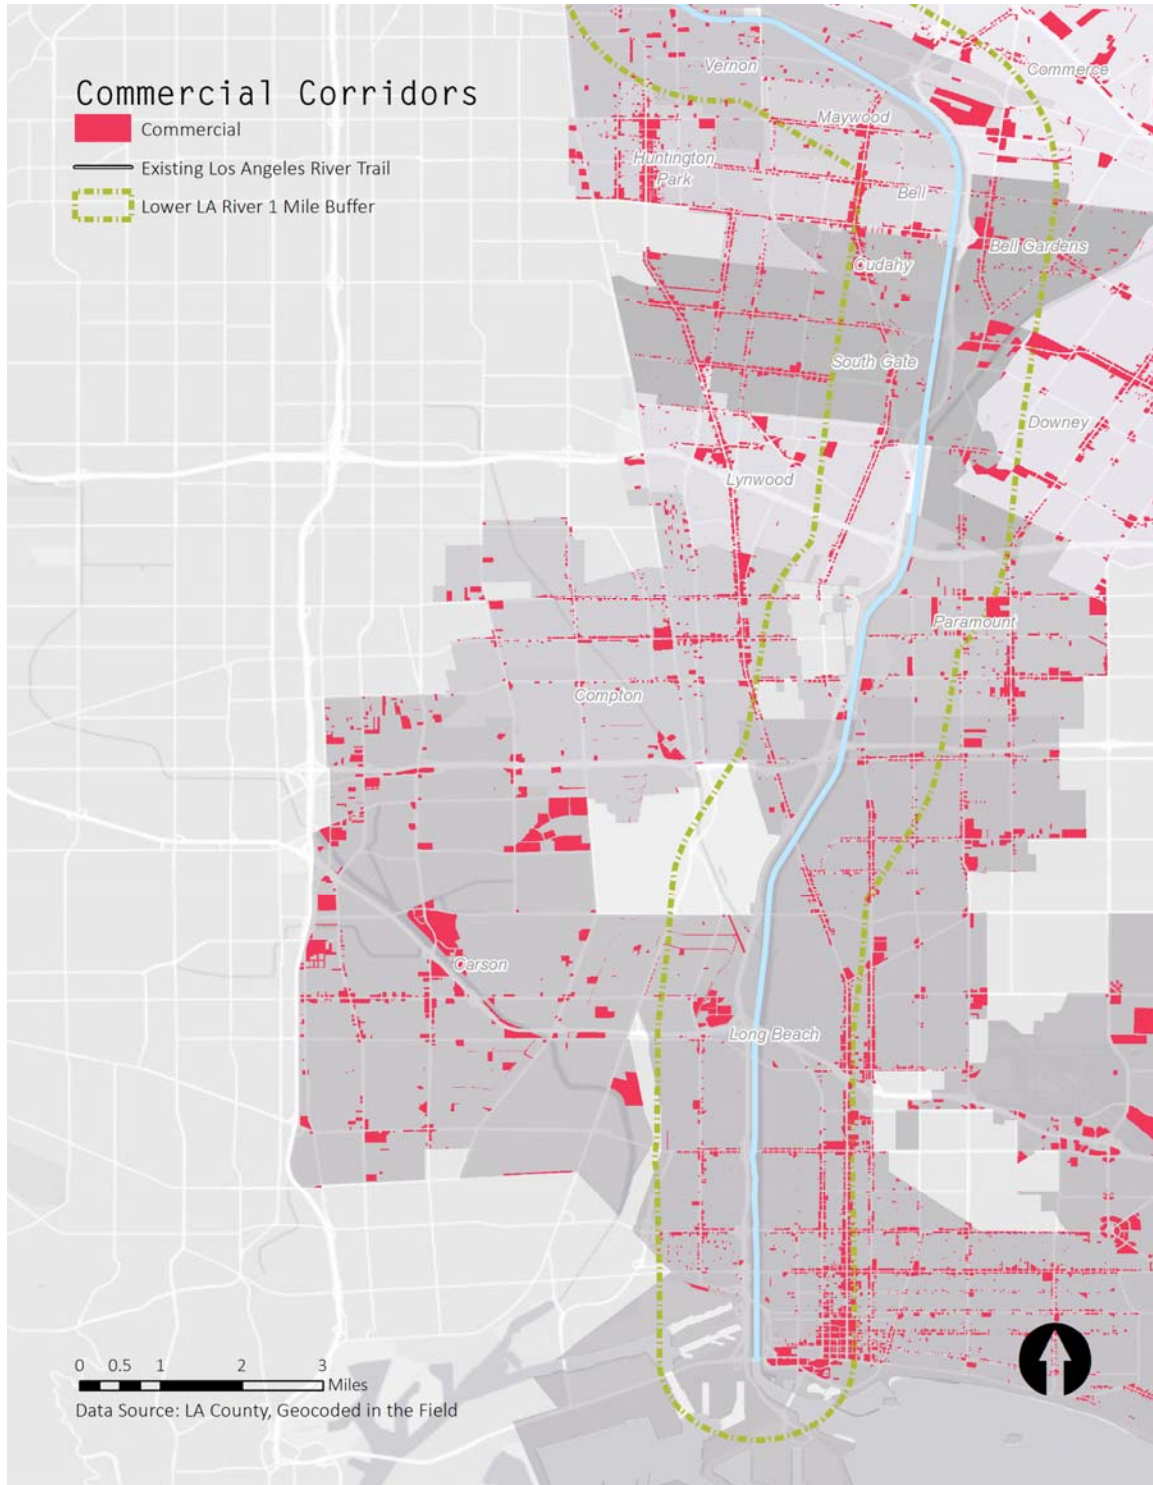 Commercial Corridors
Commercial
Existing Los Angeles River Trail
Lower LA River 1 Mile Buffer
Vernon
Commerce
Maywood
Huntington
Park
Bell
Bell Gardens
Cudahy
South Gate
Downey
Lynwood
Paramount
Compton
Carson
Long Beach
0 0.5 1 2 3
Miles
Data Source: LA County, Geocoded in the Field